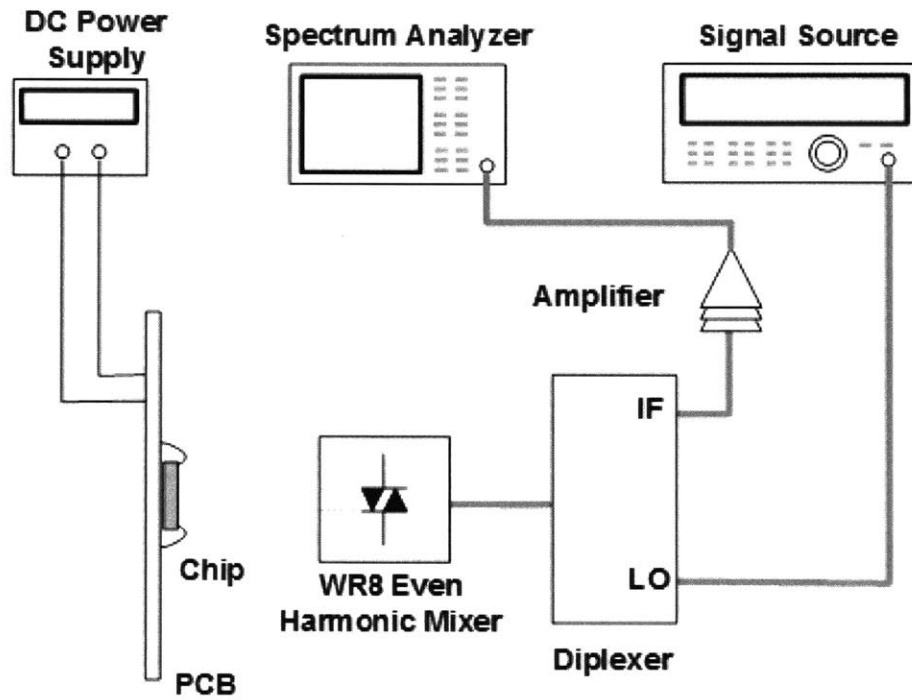 DC Power
Supply
Spectrum Analyzer
Signal Source
Amplifier
IF
LO
Chip
WR8 Even
Harmonic Mixer
Diplexer
PCB